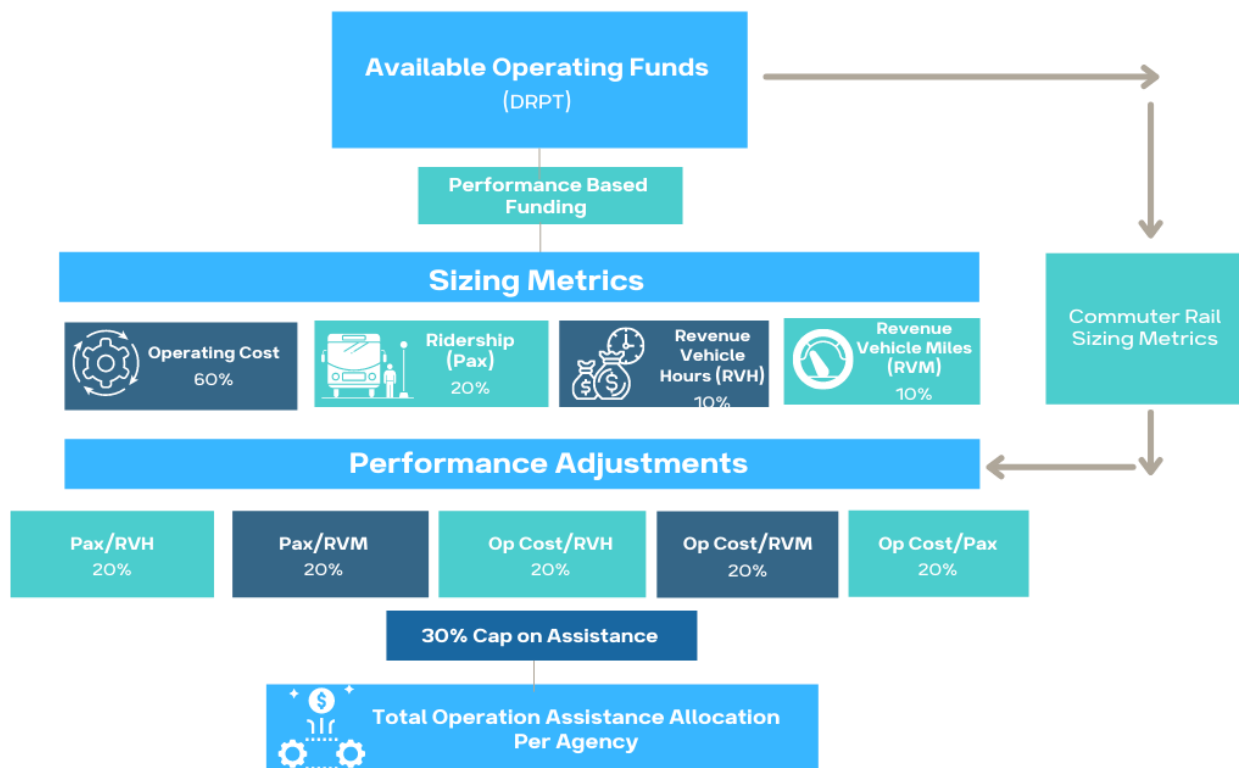 Available Operating Funds
(DRPT)
Performance Based
Funding
Sizing Metrics
Operating Cost
60%
Ridership
(Pax)
20%
Revenue
Vehicle
Hours (RVH)
10%
Revenue
Vehicle Miles
(RVM)
10%
Commuter Rail
Sizing Metrics
Performance Adjustments
Pax/RVH
20%
Pax/RVM
20%
Op Cost/RVH
20%
Op Cost/RVM
20%
Op Cost/Pax
20%
30% Cap on Assistance
Total Operation Assistance Allocation
Per Agency